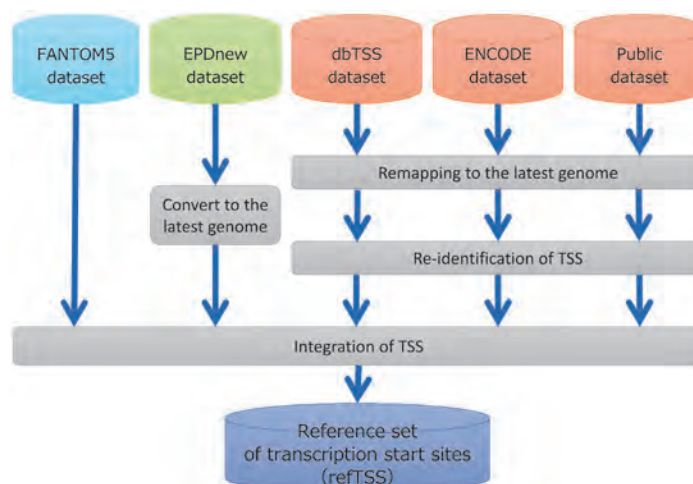 FANTOM5
dataset
EPDnew
dataset
dbTSS
dataset
ENCODE
dataset
Public
dataset
Remapping to the latest genome
Convert to the
latest genome
Re-identification of TSS
Integration of TSS
Reference set
of transcription start sites
(refTSS)